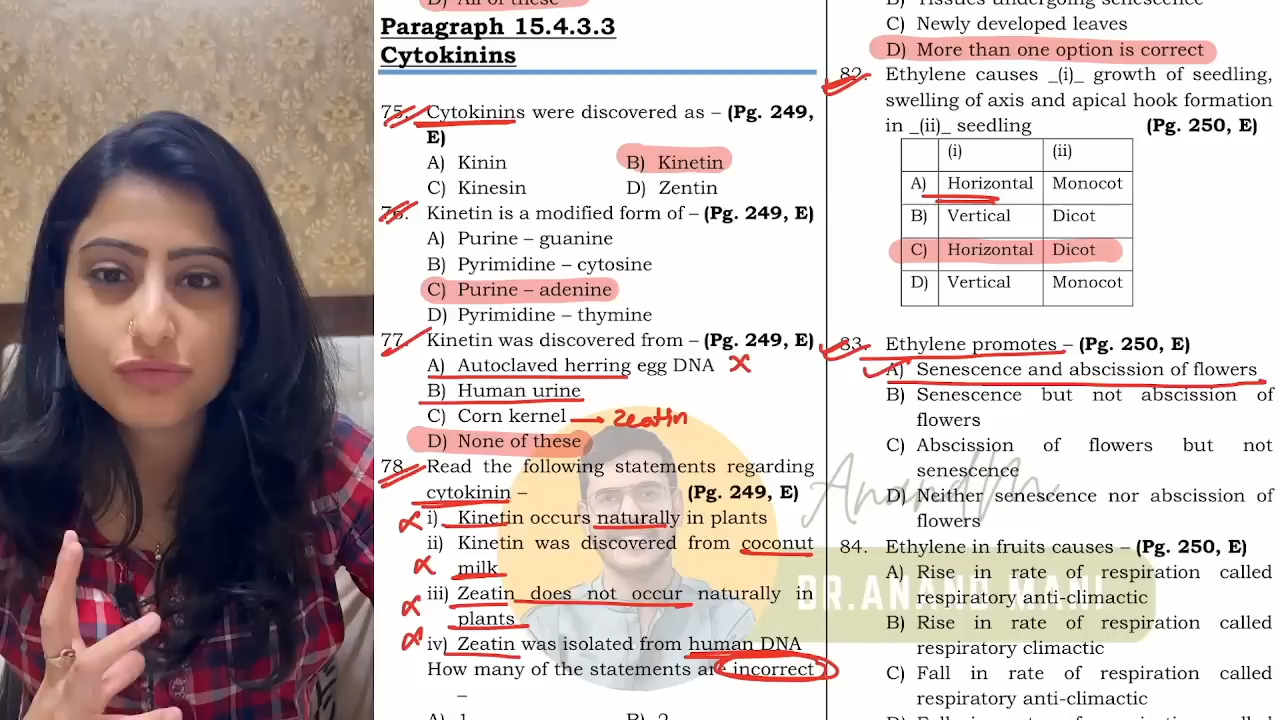 D) All of these
Paragraph 15.4.3.3
Cytokinins
75. Cytokinins were discovered as – (Pg. 249,
E)
A) Kinin B) Kinetin
C) Kinesin D) Zentin
76. Kinetin is a modified form of – (Pg. 249, E)
A) Purine – guanine
B) Pyrimidine – cytosine
C) Purine – adenine
D) Pyrimidine – thymine
77. Kinetin was discovered from – (Pg. 249, E)
A) Autoclaved herring egg DNA x
B) Human urine
C) Corn kernel → Zeatin
D) None of these
78. Read the following statements regarding
cytokinin – (Pg. 249, E)
i) Kinetin occurs naturally in plants
ii) Kinetin was discovered from coconut
milk
iii) Zeatin does not occur naturally in
plants
iv) Zeatin was isolated from human DNA
How many of the statements are incorrect
–
A) 1 B) 2
B) Tissues undergoing senescence
C) Newly developed leaves
D) More than one option is correct
82. Ethylene causes _(i)_ growth of seedling,
swelling of axis and apical hook formation
in _(ii)_ seedling (Pg. 250, E)
(i) (ii)
A) Horizontal Monocot
B) Vertical Dicot
C) Horizontal Dicot
D) Vertical Monocot
83. Ethylene promotes – (Pg. 250, E)
A) Senescence and abscission of flowers
B) Senescence but not abscission of
flowers
C) Abscission of flowers but not
senescence
D) Neither senescence nor abscission of
flowers
84. Ethylene in fruits causes – (Pg. 250, E)
A) Rise in rate of respiration called
respiratory anti-climactic
B) Rise in rate of respiration called
respiratory climactic
C) Fall in rate of respiration called
respiratory anti-climactic
Anand M
DR.ANAND MANI